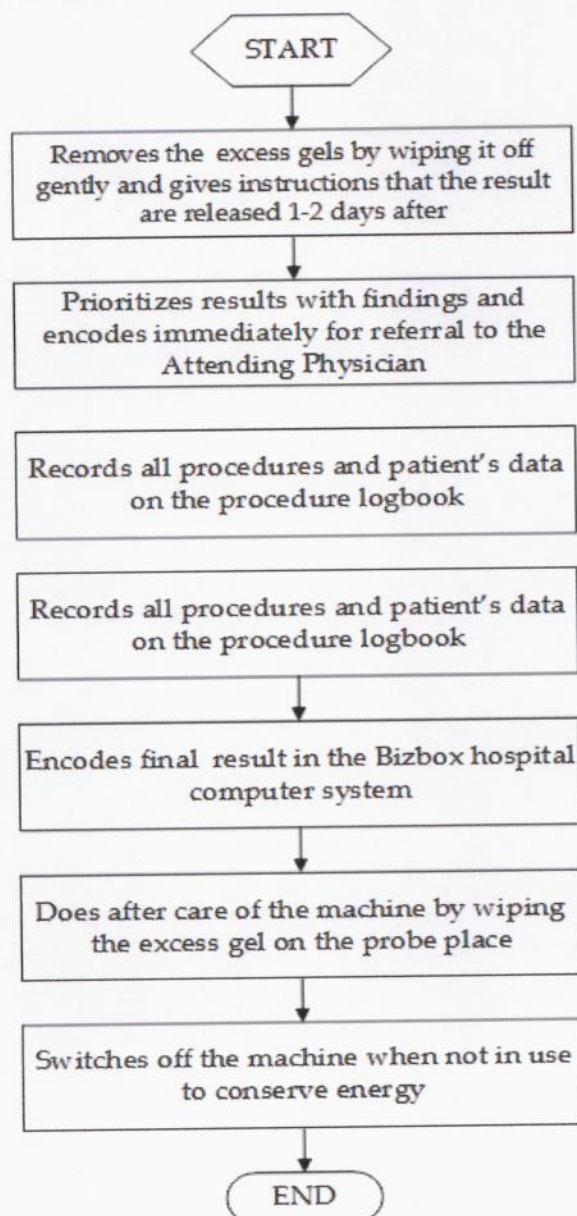 START
Removes the excess gels by wiping it off
gently and gives instructions that the result
are released 1-2 days after
Prioritizes results with findings and
encodes immediately for referral to the
Attending Physician
Records all procedures and patient's data
on the procedure logbook
Records all procedures and patient's data
on the procedure logbook
Encodes final result in the Bizbox hospital
computer system
Does after care of the machine by wiping
the excess gel on the probe place
Switches off the machine when not in use
to conserve energy
END